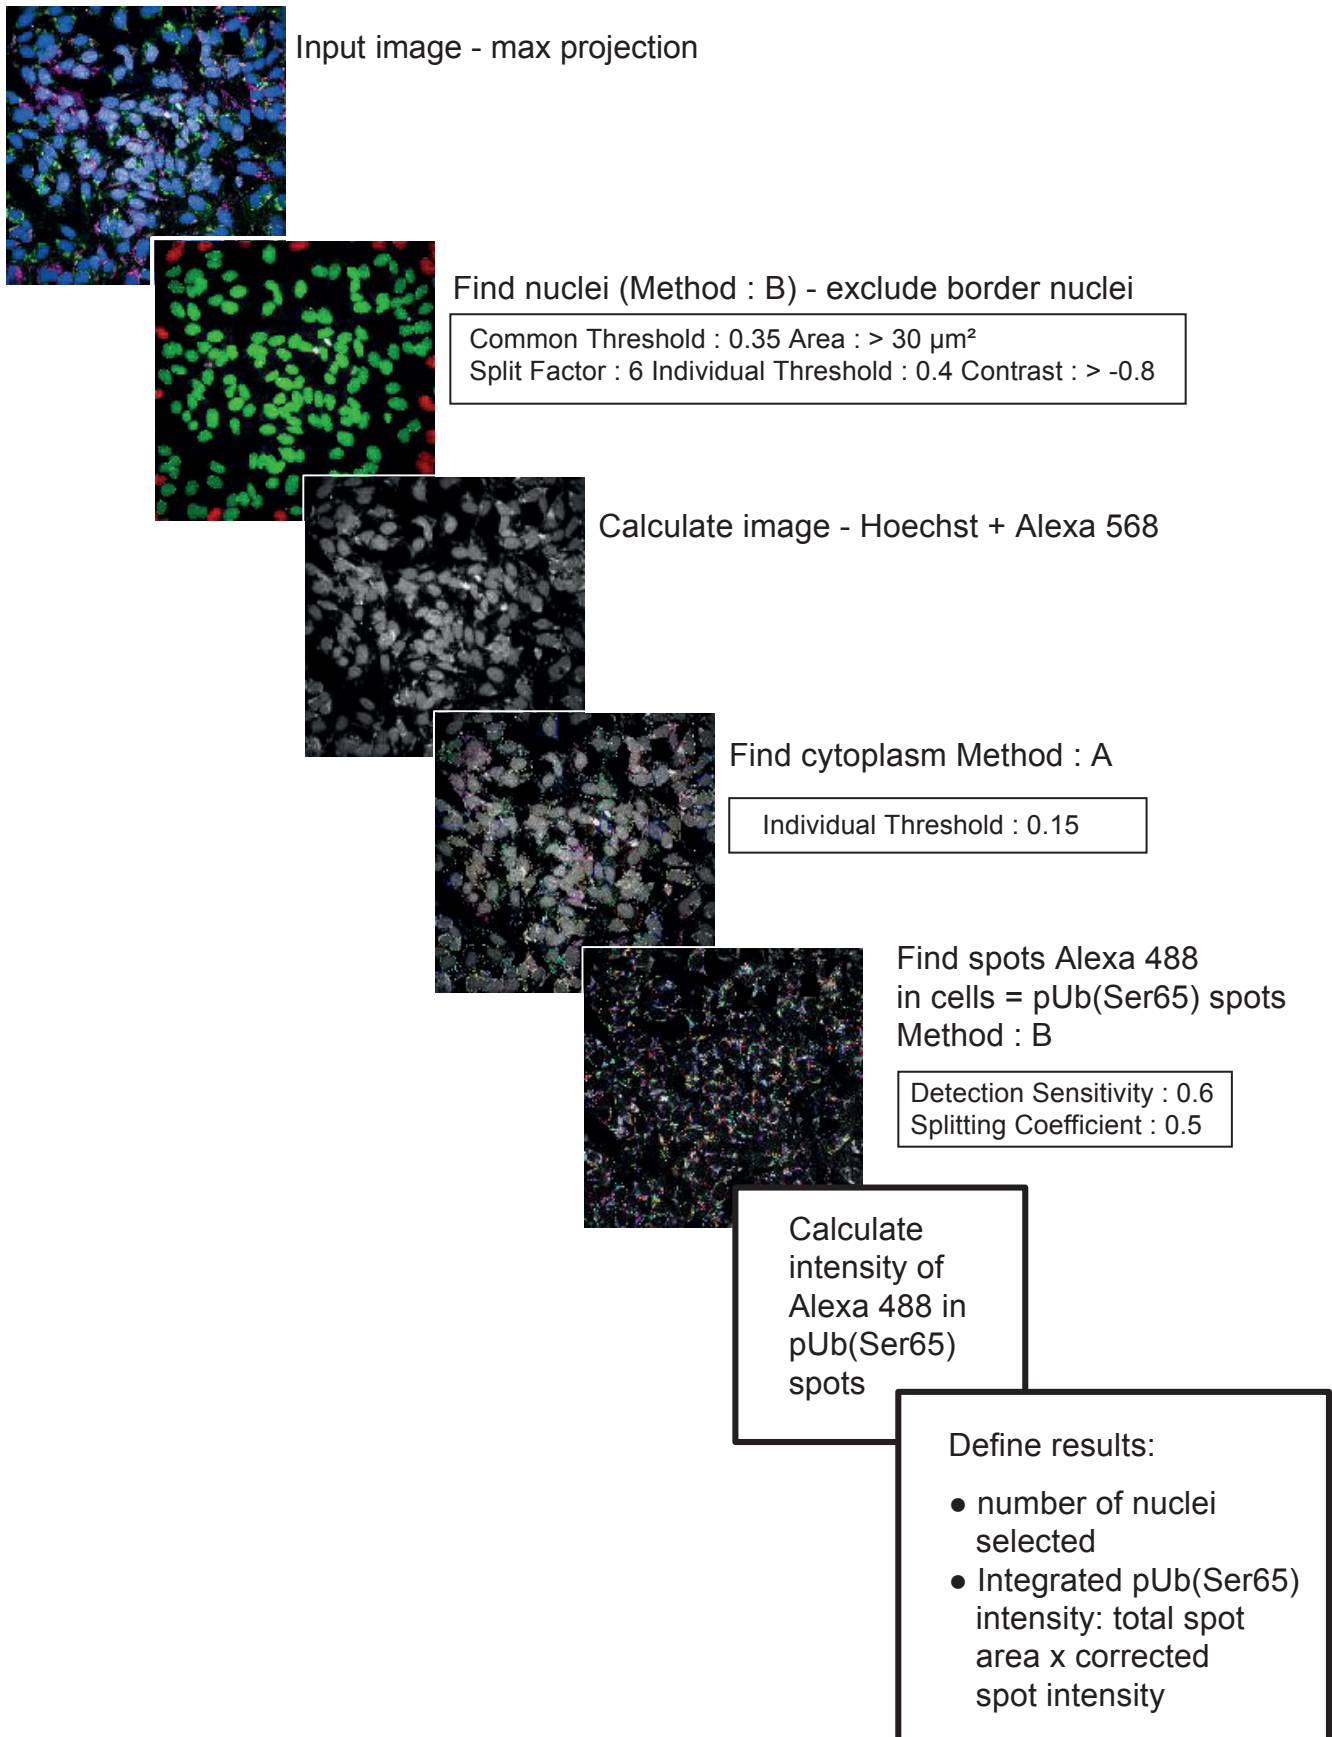 Input image - max projection
Find nuclei (Method : B) - exclude border nuclei
Common Threshold : 0.35 Area : > 30 µm²
Split Factor : 6 Individual Threshold : 0.4 Contrast : > -0.8
Calculate image - Hoechst + Alexa 568
Find cytoplasm Method : A
Individual Threshold : 0.15
Find spots Alexa 488
in cells = pUb(Ser65) spots
Method : B
Detection Sensitivity : 0.6
Splitting Coefficient : 0.5
Calculate
intensity of
Alexa 488 in
pUb(Ser65)
spots
Define results:
● number of nuclei
selected
● Integrated pUb(Ser65)
intensity: total spot
area x corrected
spot intensity